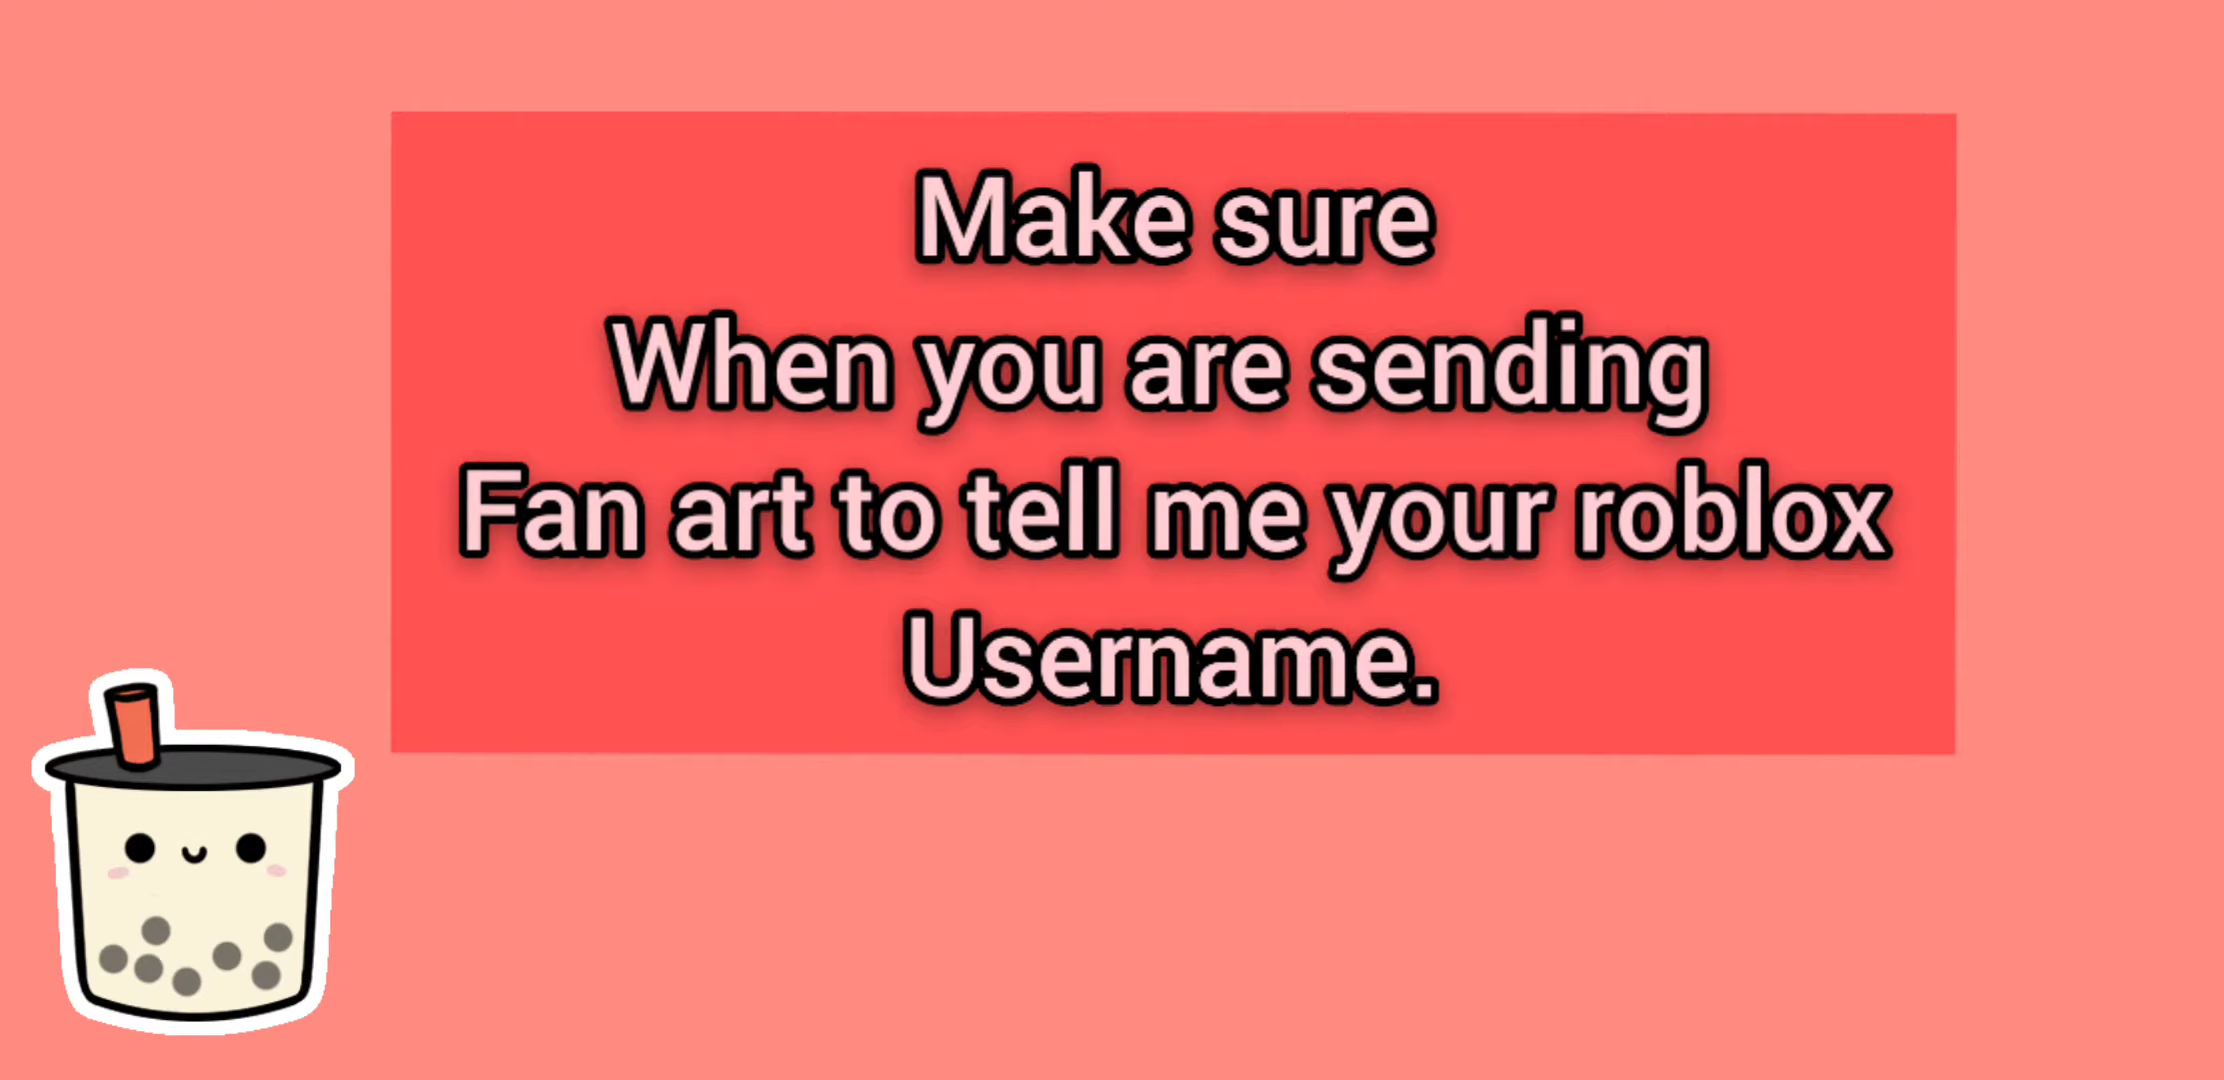 Make sure
When you are sending
Fan art to tell me your roblox
Username.